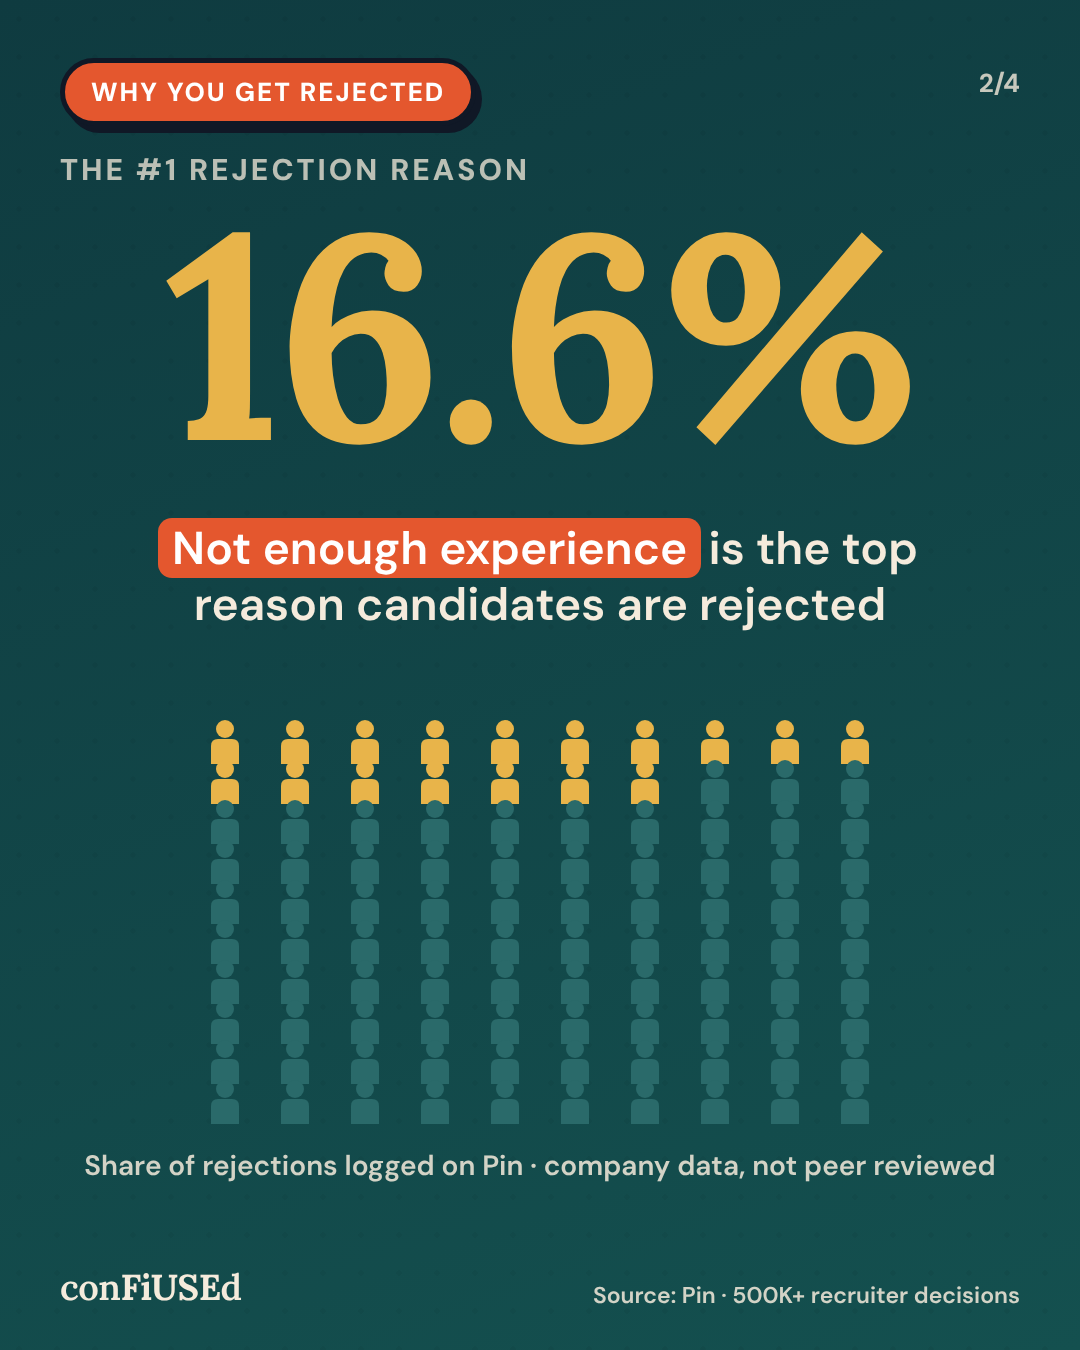 WHY YOU GET REJECTED
2/4
THE #1 REJECTION REASON
16.6%
Not enough experience is the top
reason candidates are rejected
Share of rejections logged on Pin · company data, not peer reviewed
conFiUSEd
Source: Pin · 500K+ recruiter decisions